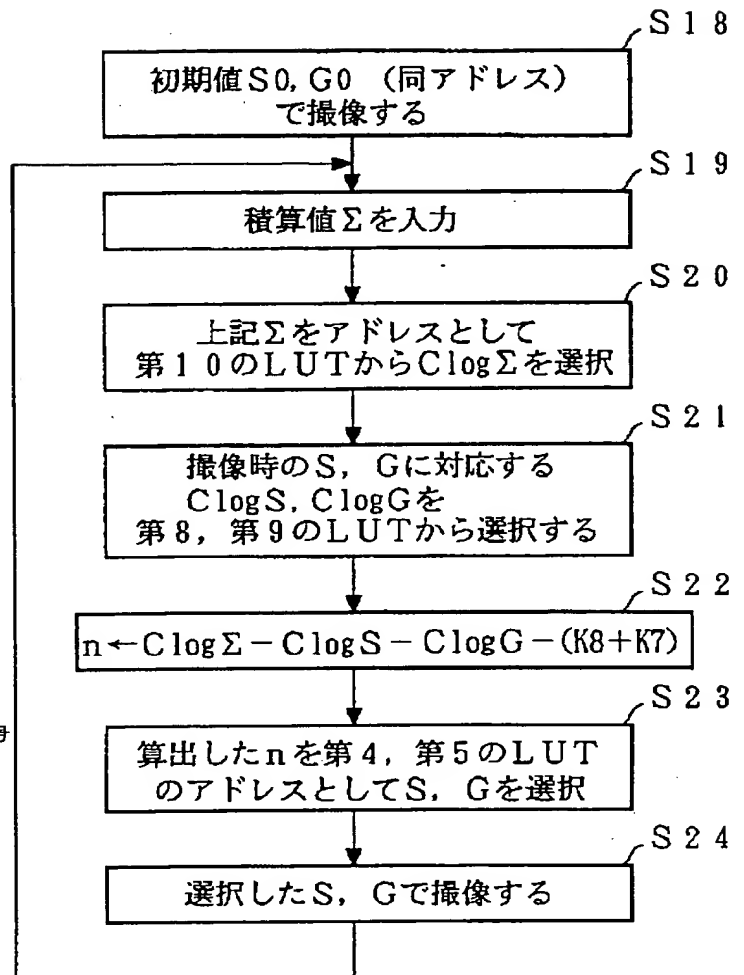 S18
初期値S0, G0 (同アドレス)
で撮像する
S19
積算値Σを入力
S20
上記Σをアドレスとして
第10のLUTからClogΣを選択
S21
撮像時のS, Gに対応する
ClogS, ClogGを
第8, 第9のLUTから選択する
S22
n←ClogΣ−ClogS−ClogG−(K8+K7)
S23
算出したnを第4, 第5のLUT
のアドレスとしてS, Gを選択
S24
選択したS, Gで撮像する